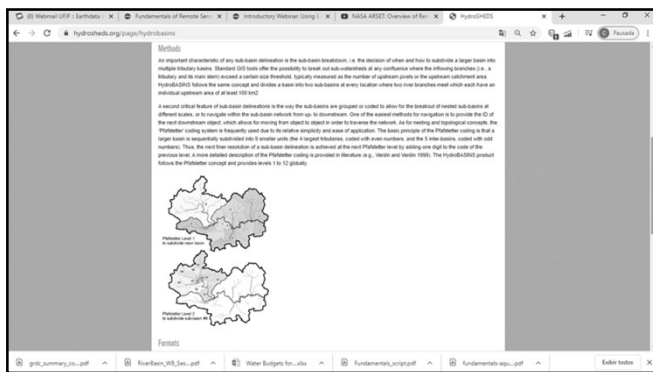 (8) Webmail UFJF :: Earthdata |
Fundamentals of Remote Sens
Introductory Webinar: Using
NASA ARSET: Overview of Re
HydroSHEDS
hydrosheds.org/page/hydrobasins
Pausada
Methods
An important characteristic of any sub-basin delineation is the sub-basin breakdown, i.e. the decision of when and how to subdivide a larger basin into
multiple tributary basins. Standard GIS tools offer the possibility to break out sub-watersheds at any confluence where the inflowing branches (i.e., a
tributary and its main stem) exceed a certain size threshold, typically measured as the number of upstream pixels or the upstream catchment area.
HydroBASINS follows the same concept and divides a basin into two sub-basins at every location where two river branches meet which each have an
individual upstream area of at least 100 km2.
A second critical feature of sub-basin delineations is the way the sub-basins are grouped or coded to allow for the breakout of nested sub-basins at
different scales, or to navigate within the sub-basin network from up- to downstream. One of the easiest methods for navigation is to provide the ID of
the next downstream object, which allows for moving from object to object in order to traverse the network. As for nesting and topological concepts, the
'Pfafstetter' coding system is frequently used due to its relative simplicity and ease of application. The basic principle of the Pfafstetter coding is that a
larger basin is sequentially subdivided into 9 smaller units (the 4 largest tributaries, coded with even numbers, and the 5 inter-basins, coded with odd
numbers). Thus, the next finer resolution of a sub-basin delineation is achieved at the next Pfafstetter level by adding one digit to the code of the
previous level. A more detailed description of the Pfafstetter coding is provided in literature (e.g., Verdin and Verdin 1999). The HydroBASINS product
follows the Pfafstetter concept and provides levels 1 to 12 globally.
Pfafstetter Level 1
to subdivide main basin
Pfafstetter Level 2
to subdivide sub-basin
Formats
grdc_summary_co....pdf
RiverBasin_WB_Ses....pdf
Water Budgets for....xlsx
Fundamentals_script.pdf
fundamentals-aqu....pdf
Exibir todos